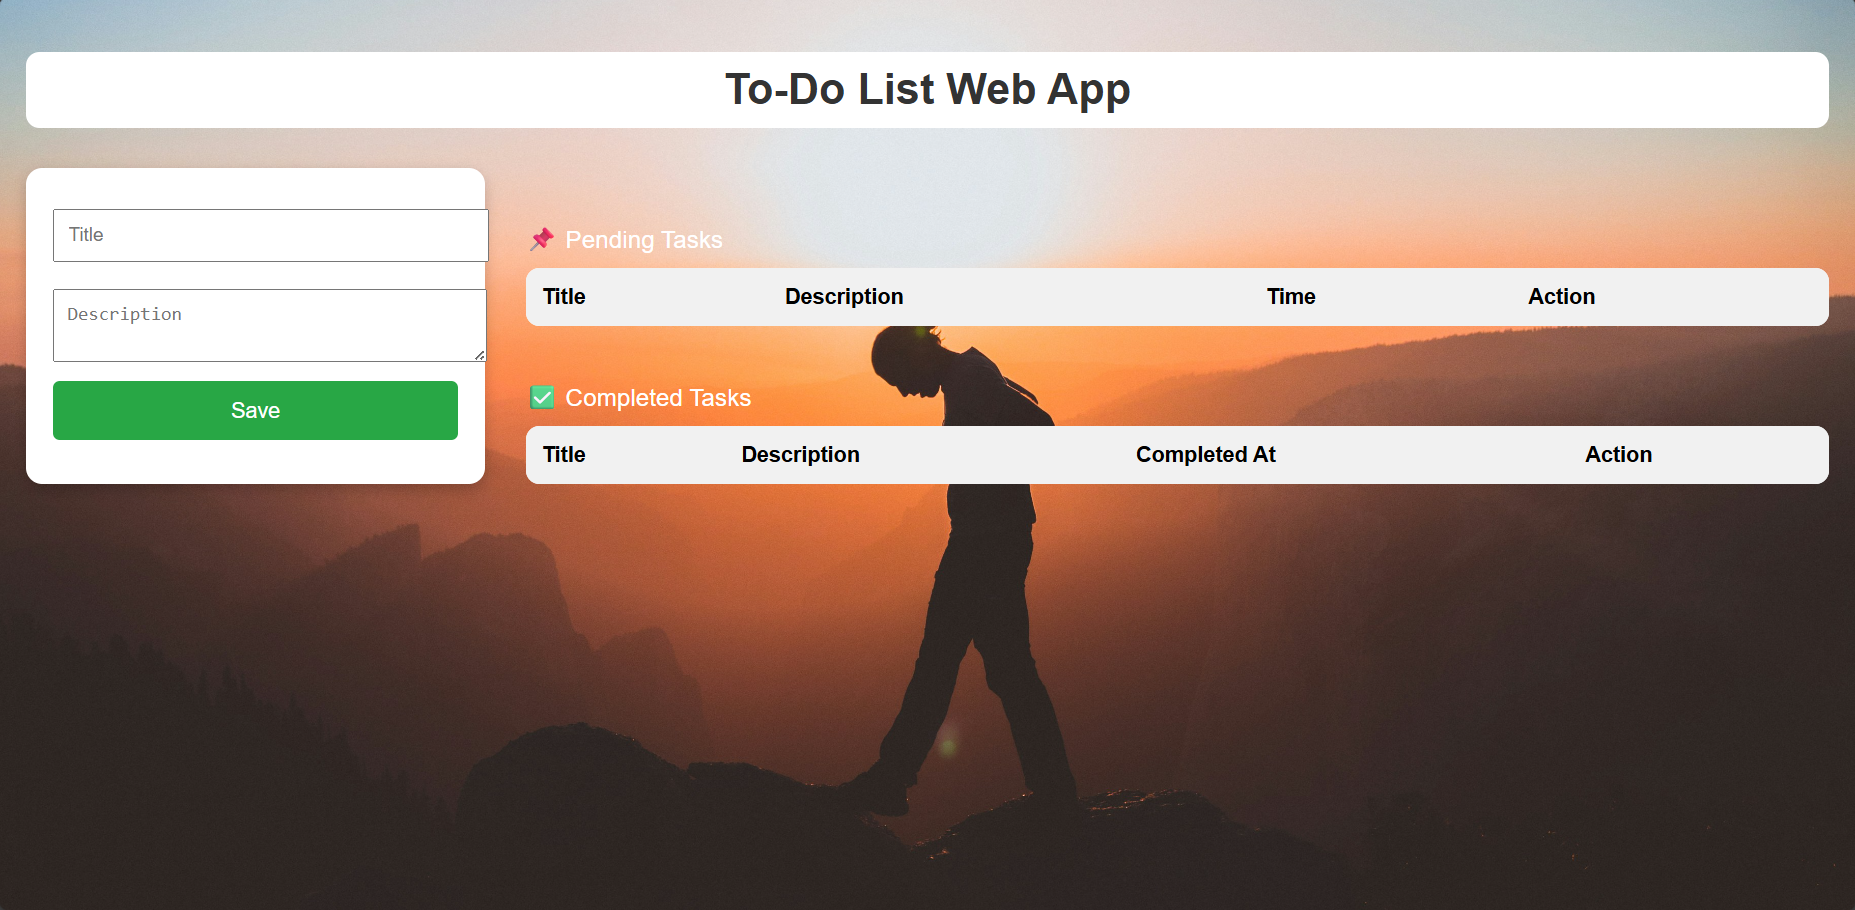 To-Do List Web App
Title
Description
Save
📌 Pending Tasks
Title Description Time Action
✅ Completed Tasks
Title Description Completed At Action